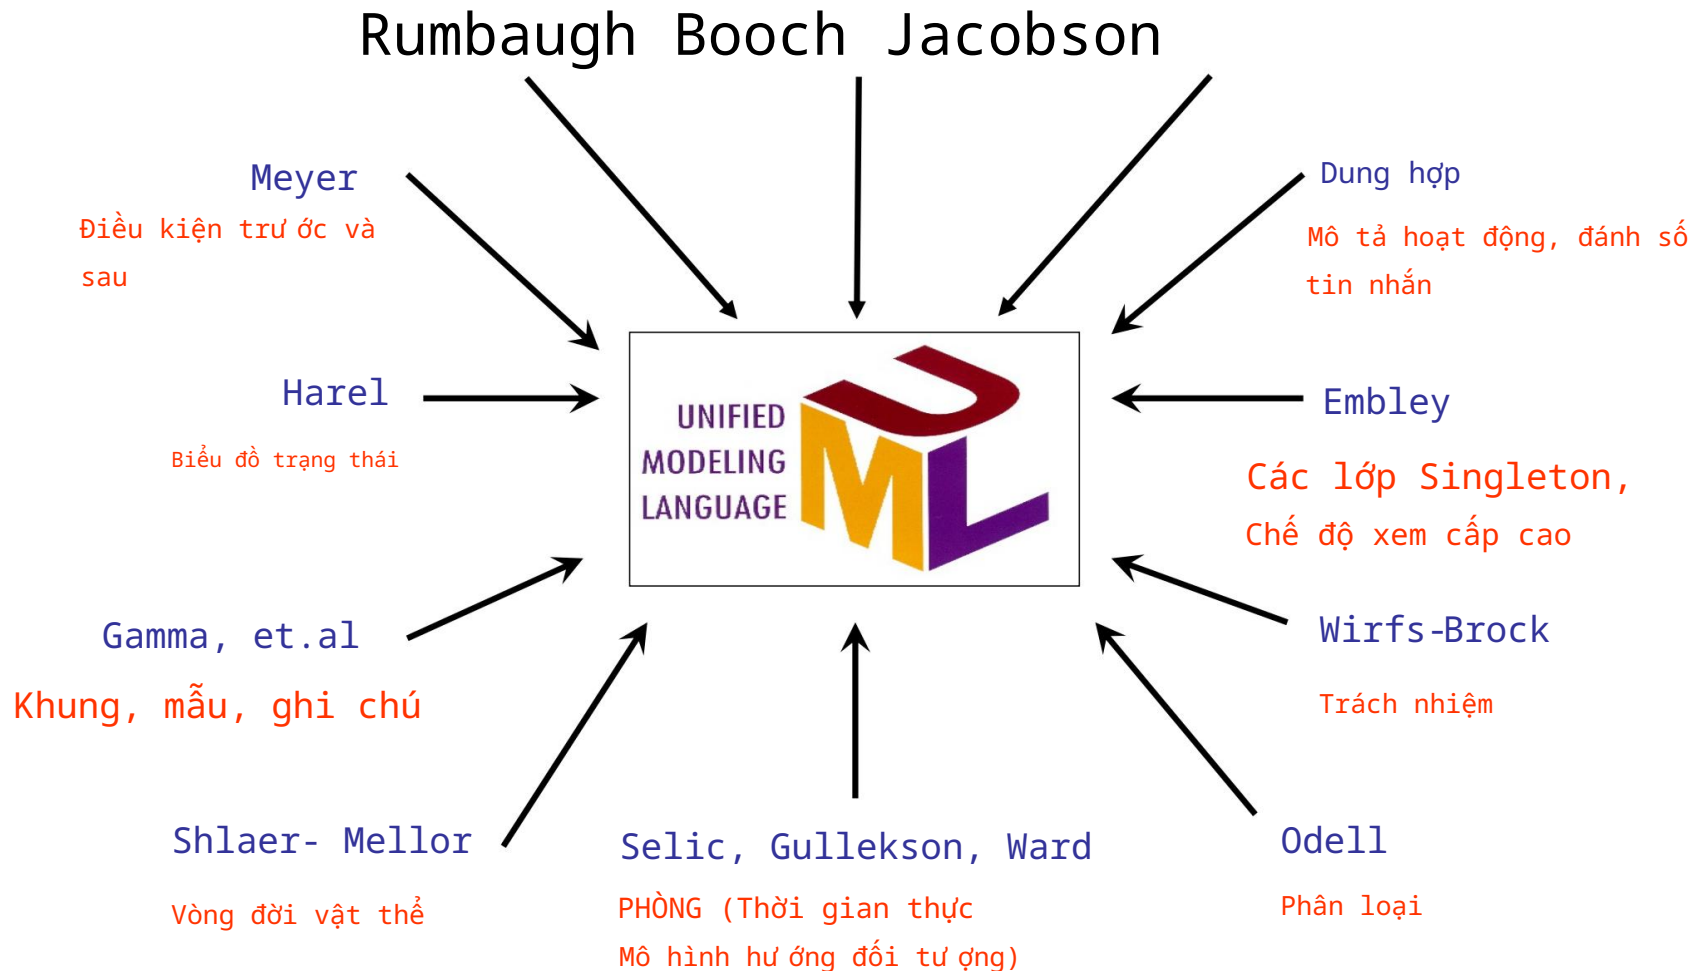 Rumbaugh Booch Jacobson
Meyer
Điều kiện trư ớc và
sau
Dung hợp
Mô tả hoạt động, đánh số
tin nhắn
Harel
Biểu đồ trạng thái
UNIFIED
MODELING
LANGUAGE
UML
Embley
Các lớp Singleton,
Chế độ xem cấp cao
Gamma, et.al
Khung, mẫu, ghi chú
Wirfs-Brock
Trách nhiệm
Shlaer- Mellor
Vòng đời vật thể
Selic, Gullekson, Ward
PHÒNG (Thời gian thực
Mô hình hư ớng đối tư ợng)
Odell
Phân loại